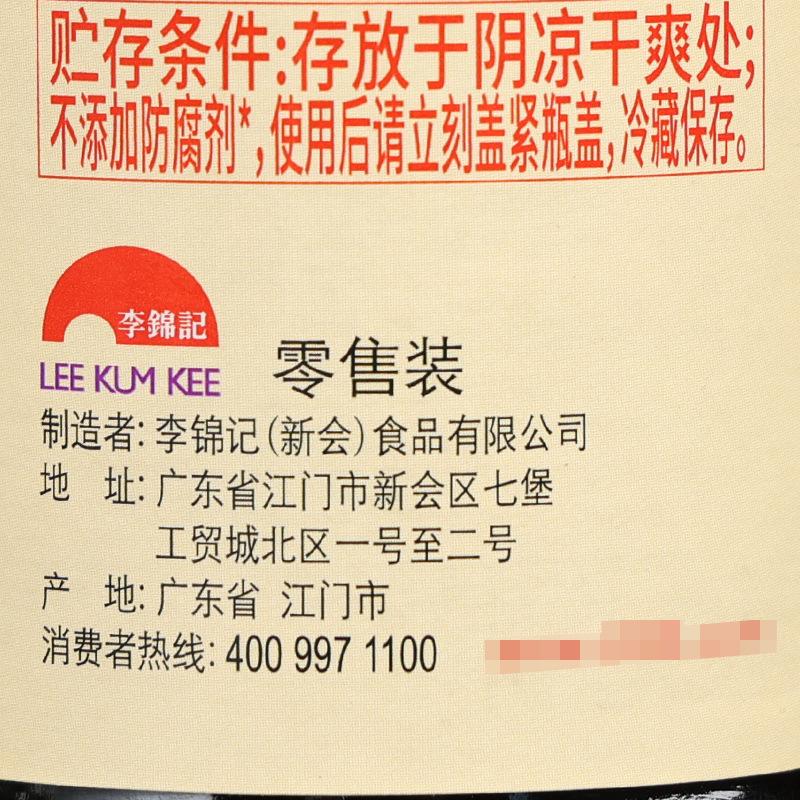 贮存条件:存放于阴凉干爽处;
不添加防腐剂*,使用后请立刻盖紧瓶盖,冷藏保存。
李錦記
LEE KUM KEE
零售装
制造者: 李锦记(新会)食品有限公司
地 址: 广东省江门市新会区七堡
工贸城北区一号至二号
产 地: 广东省 江门市
消费者热线: 400 997 1100